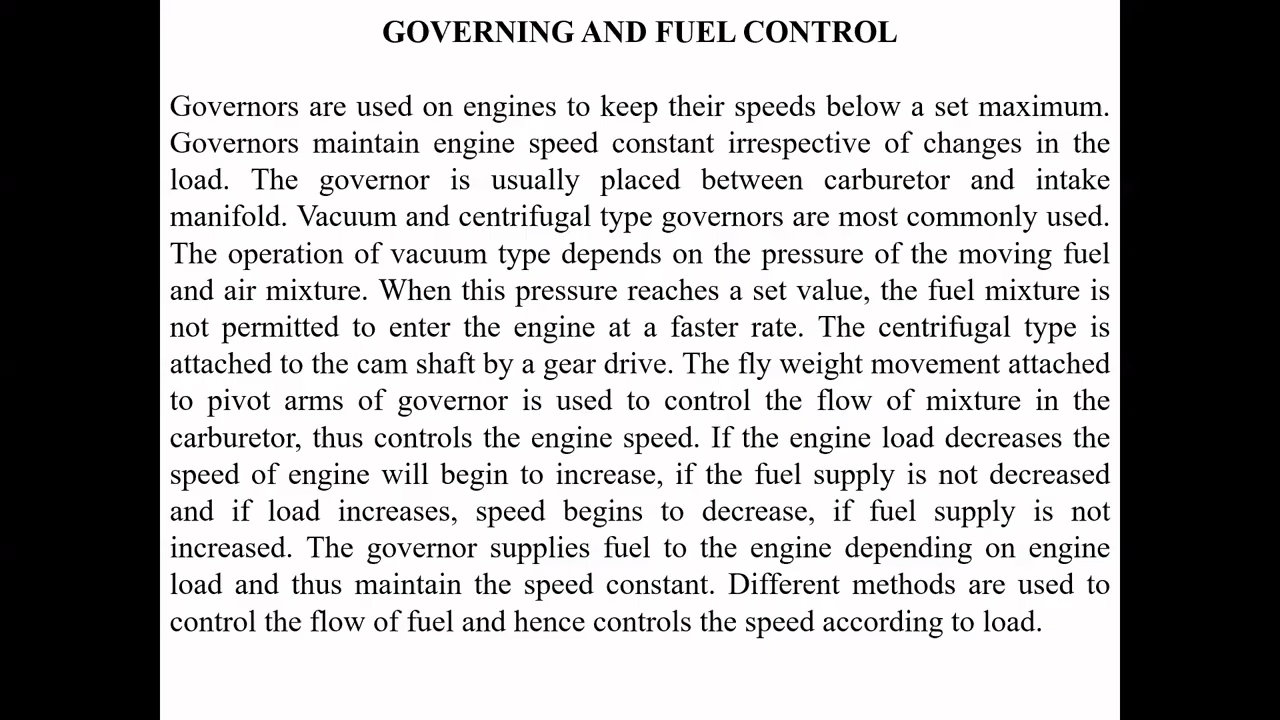 GOVERNING AND FUEL CONTROL
Governors are used on engines to keep their speeds below a set maximum.
Governors maintain engine speed constant irrespective of changes in the
load. The governor is usually placed between carburetor and intake
manifold. Vacuum and centrifugal type governors are most commonly used.
The operation of vacuum type depends on the pressure of the moving fuel
and air mixture. When this pressure reaches a set value, the fuel mixture is
not permitted to enter the engine at a faster rate. The centrifugal type is
attached to the cam shaft by a gear drive. The fly weight movement attached
to pivot arms of governor is used to control the flow of mixture in the
carburetor, thus controls the engine speed. If the engine load decreases the
speed of engine will begin to increase, if the fuel supply is not decreased
and if load increases, speed begins to decrease, if fuel supply is not
increased. The governor supplies fuel to the engine depending on engine
load and thus maintain the speed constant. Different methods are used to
control the flow of fuel and hence controls the speed according to load.